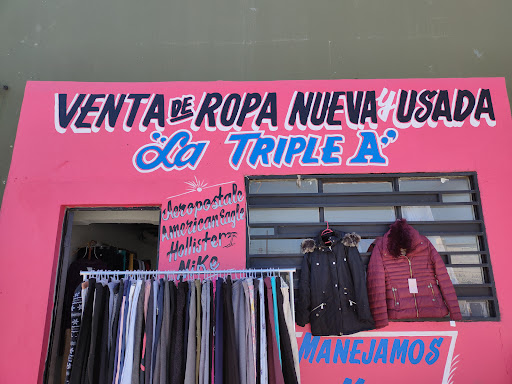 VENTA DE ROPA NUEVA y USADA
"La TRIPLE A"
Aeropostale
American Eagle
Hollister
NiKe
MANEJAMOS